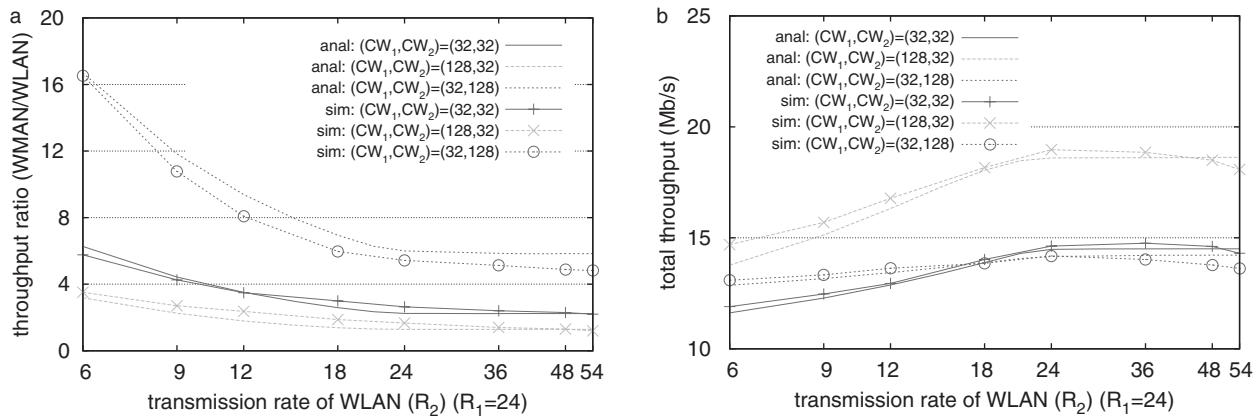 a
20
16
12
8
4
0
throughput ratio (WMAN/WLAN)
anal: (CW₁,CW₂)=(32,32)
anal: (CW₁,CW₂)=(128,32)
anal: (CW₁,CW₂)=(32,128)
sim: (CW₁,CW₂)=(32,32)
sim: (CW₁,CW₂)=(128,32)
sim: (CW₁,CW₂)=(32,128)
6 9 12 18 24 36 48 54
transmission rate of WLAN (R₂) (R₁=24)
b
25
20
15
10
total throughput (Mb/s)
anal: (CW₁,CW₂)=(32,32)
anal: (CW₁,CW₂)=(128,32)
anal: (CW₁,CW₂)=(32,128)
sim: (CW₁,CW₂)=(32,32)
sim: (CW₁,CW₂)=(128,32)
sim: (CW₁,CW₂)=(32,128)
6 9 12 18 24 36 48 54
transmission rate of WLAN (R₂) (R₁=24)